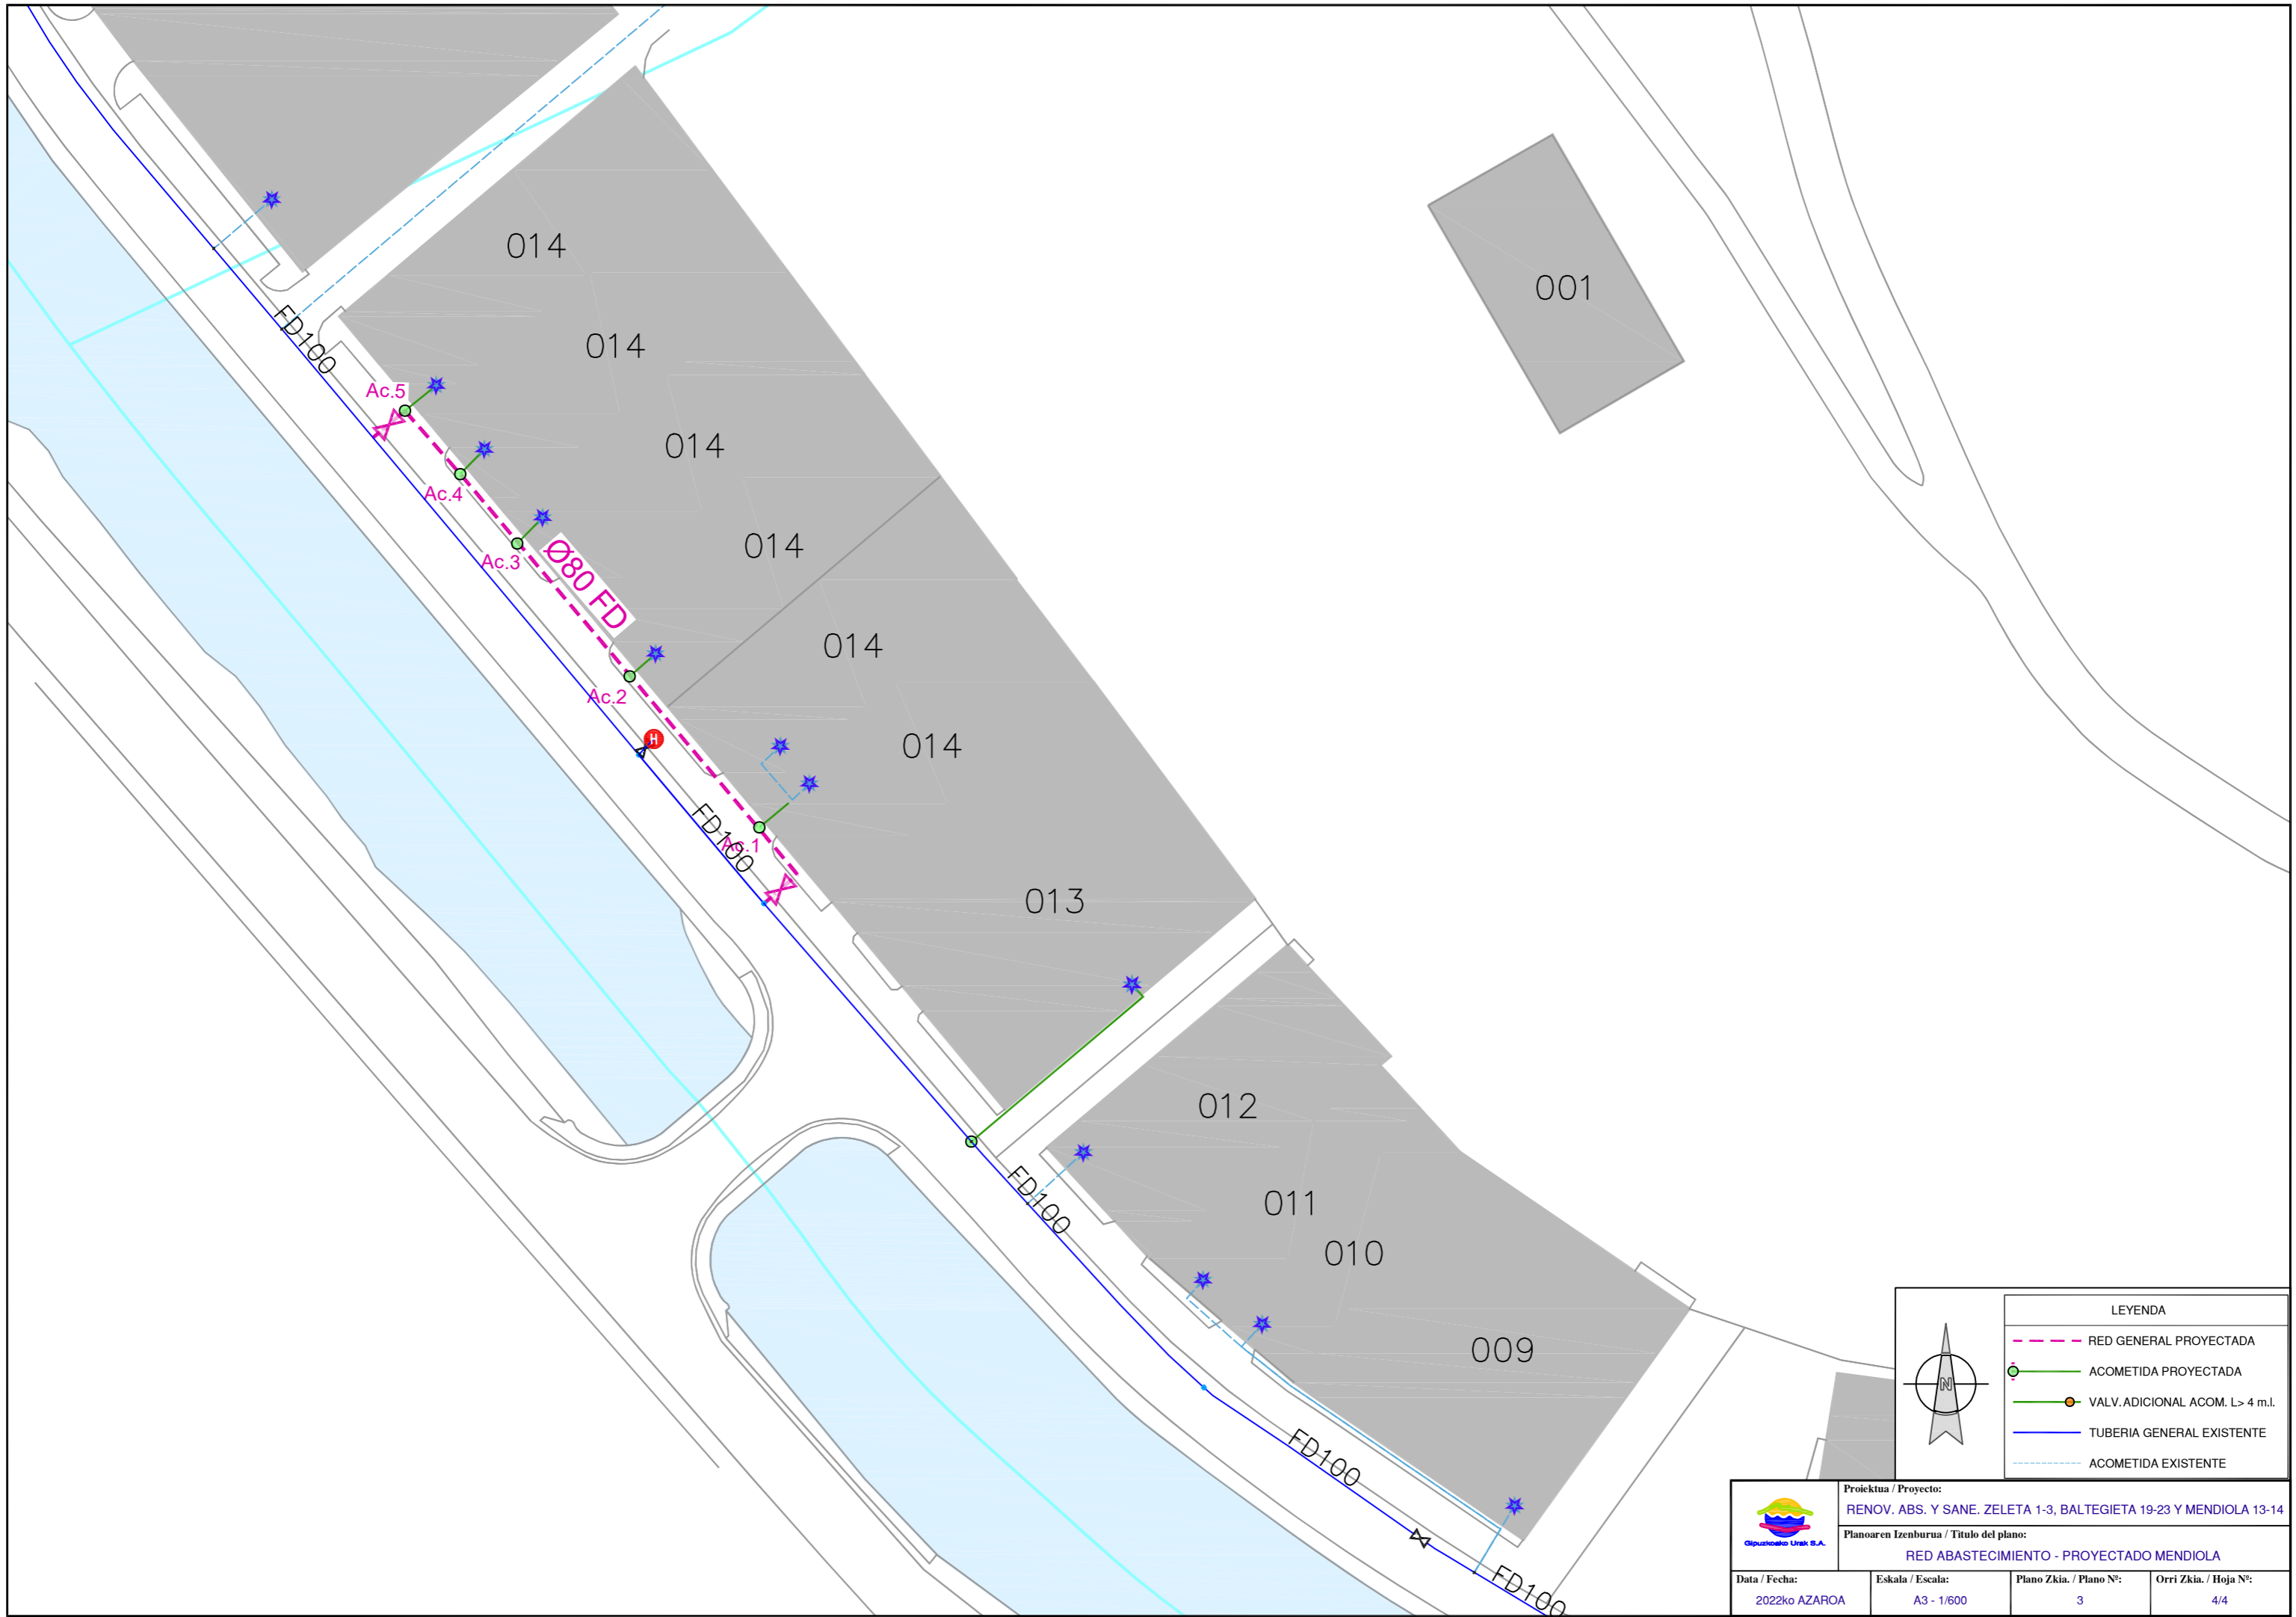 014
001
FD100
014
Ac.5
014
Ac.4
014
Ac.3
Ø80 FD
014
Ac.2
H
014
FD100
Ac.1
013
012
FD100
011
010
009
FD100
FD100
LEYENDA
RED GENERAL PROYECTADA
ACOMETIDA PROYECTADA
VALV. ADICIONAL ACOM. L> 4 m.l.
TUBERIA GENERAL EXISTENTE
ACOMETIDA EXISTENTE
N
Gipuzkoako Urak S.A.
Proiektua / Proyecto:
RENOV. ABS. Y SANE. ZELETA 1-3, BALTEGIETA 19-23 Y MENDIOLA 13-14
Planoaren Izenburua / Titulo del plano:
RED ABASTECIMIENTO - PROYECTADO MENDIOLA
Data / Fecha:
2022ko AZAROA
Eskala / Escala:
A3 - 1/600
Plano Zkia. / Plano Nº:
3
Orri Zkia. / Hoja Nº:
4/4